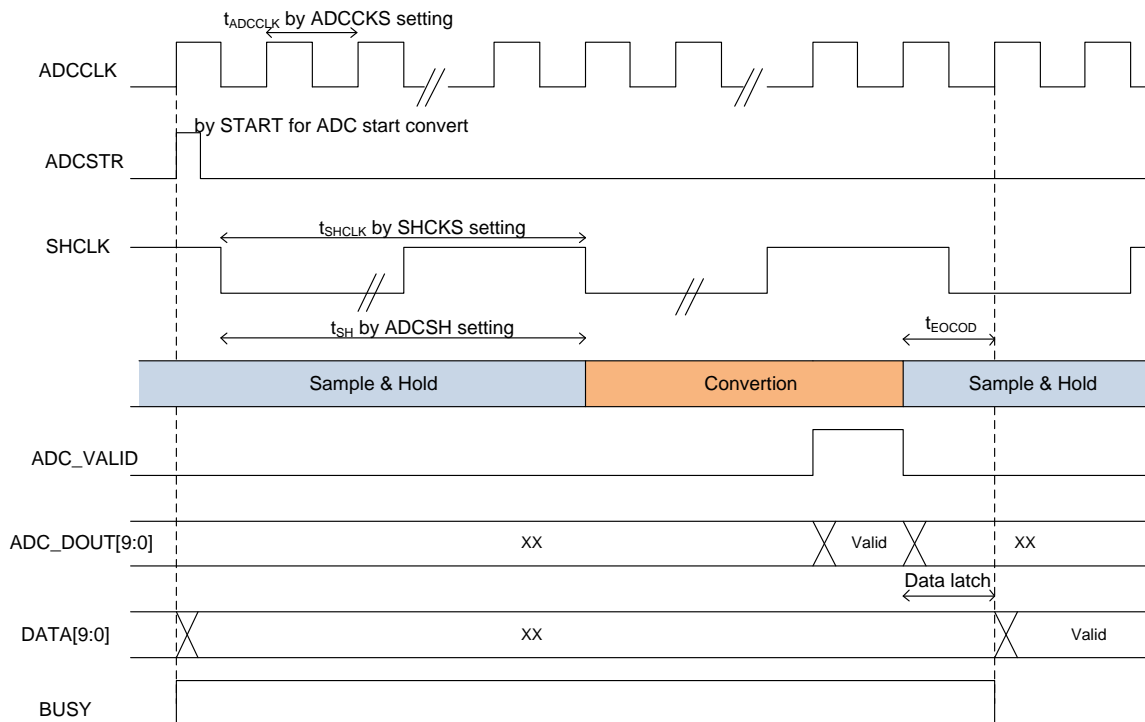 tADCCLK by ADCCKS setting
ADCCLK
by START for ADC start convert
ADCSTR
tSHCLK by SHCKS setting
SHCLK
tSH by ADCSH setting
tEOCOD
Sample & Hold
Convertion
Sample & Hold
ADC_VALID
ADC_DOUT[9:0]
XX
Valid
XX
Data latch
DATA[9:0]
XX
Valid
BUSY